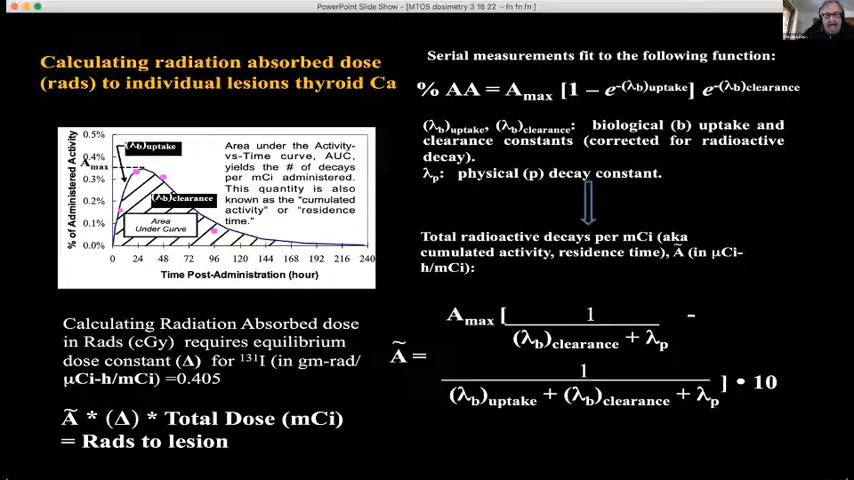 PowerPoint Slide Show - [MTOS dosimetry 3 18 22 – fn fn fn ]
Calculating radiation absorbed dose
(rads) to individual lesions thyroid Ca
% of Administered Activity
0.5%
0.4%
0.3%
0.2%
0.1%
0.0%
Amax
(λb)uptake
(λb)clearance
Area
Under Curve
Area under the Activity-
vs-Time curve, AUC,
yields the # of decays
per mCi administered.
This quantity is also
known as the "cumulated
activity" or "residence
time."
0 24 48 72 96 120 144 168 192 216 240
Time Post-Administration (hour)
Calculating Radiation Absorbed dose
in Rads (cGy) requires equilibrium
dose constant (Δ) for ¹³¹I (in gm-rad/
μCi-h/mCi) =0.405
Ã * (Δ) * Total Dose (mCi)
= Rads to lesion
Serial measurements fit to the following function:
% AA = Amax [1 – e-(λb)uptake] e-(λb)clearance
(λb)uptake, (λb)clearance: biological (b) uptake and
clearance constants (corrected for radioactive
decay).
λp: physical (p) decay constant.
Total radioactive decays per mCi (aka
cumulated activity, residence time), Ã (in μCi-
h/mCi):
Amax [ 1 -
(λb)clearance + λp
Ã =
1
] • 10
(λb)uptake + (λb)clearance + λp